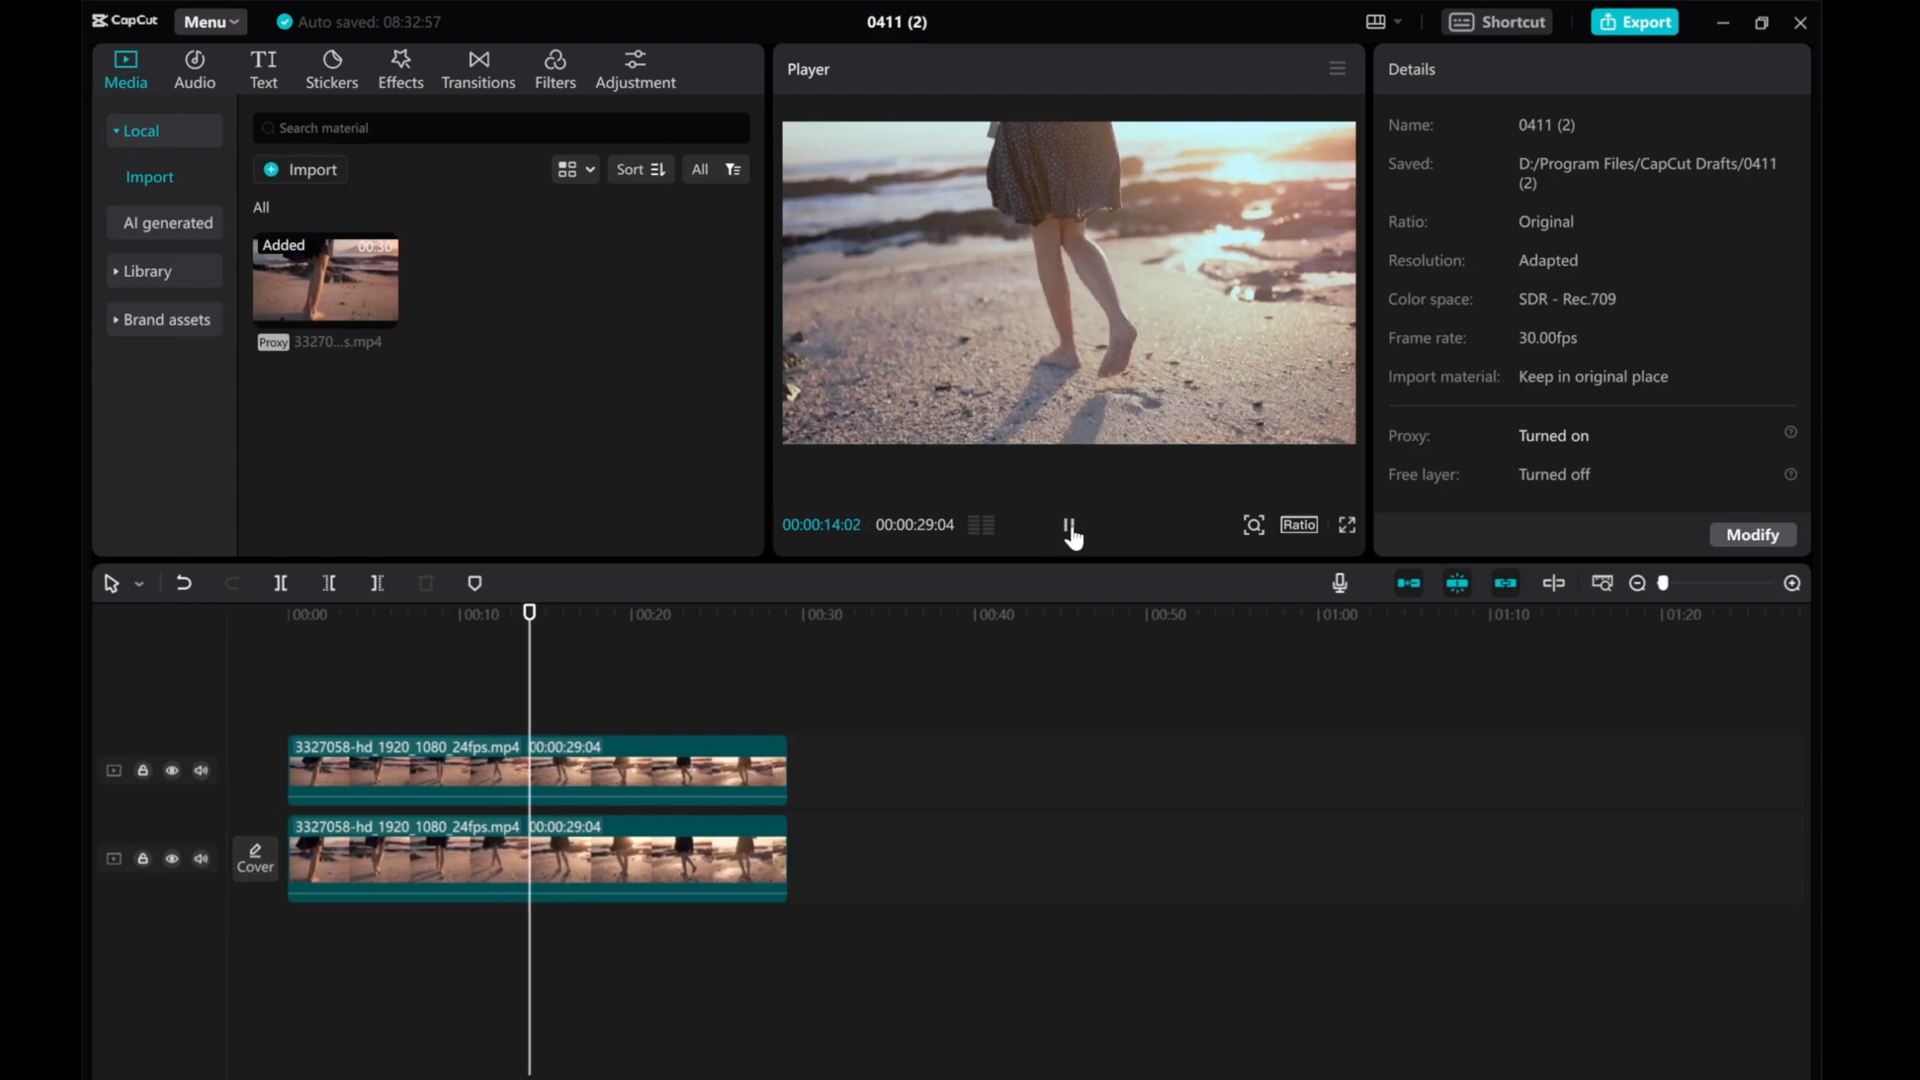 CapCut
Menu
Auto saved: 08:32:57
0411 (2)
Shortcut
Export
Media
Audio
TI
Text
Stickers
Effects
Transitions
Filters
Adjustment
Local
Import
AI generated
Library
Brand assets
Search material
Import
Sort
All
All
Added
00:30
Proxy
33270...s.mp4
Player
00:00:14:02
00:00:29:04
Ratio
Details
Name:
0411 (2)
Saved:
D:/Program Files/CapCut Drafts/0411
(2)
Ratio:
Original
Resolution:
Adapted
Color space:
SDR - Rec.709
Frame rate:
30.00fps
Import material:
Keep in original place
Proxy:
Turned on
Free layer:
Turned off
Modify
00:00
00:10
00:20
00:30
00:40
00:50
01:00
01:10
01:20
3327058-hd_1920_1080_24fps.mp4 00:00:29:04
Cover
3327058-hd_1920_1080_24fps.mp4 00:00:29:04